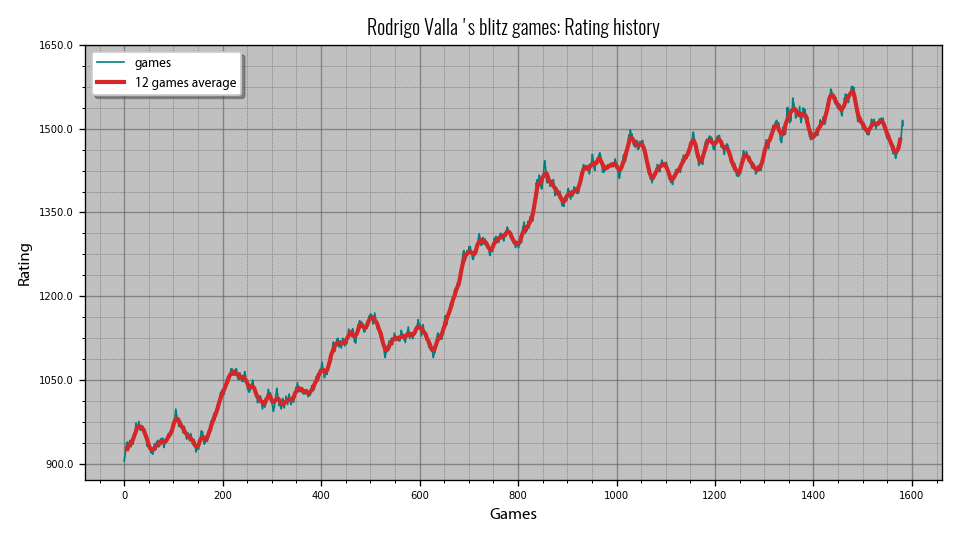 Rodrigo Valla 's blitz games: Rating history
games
12 games average
Rating
1650.0
1500.0
1350.0
1200.0
1050.0
900.0
0 200 400 600 800 1000 1200 1400 1600
Games